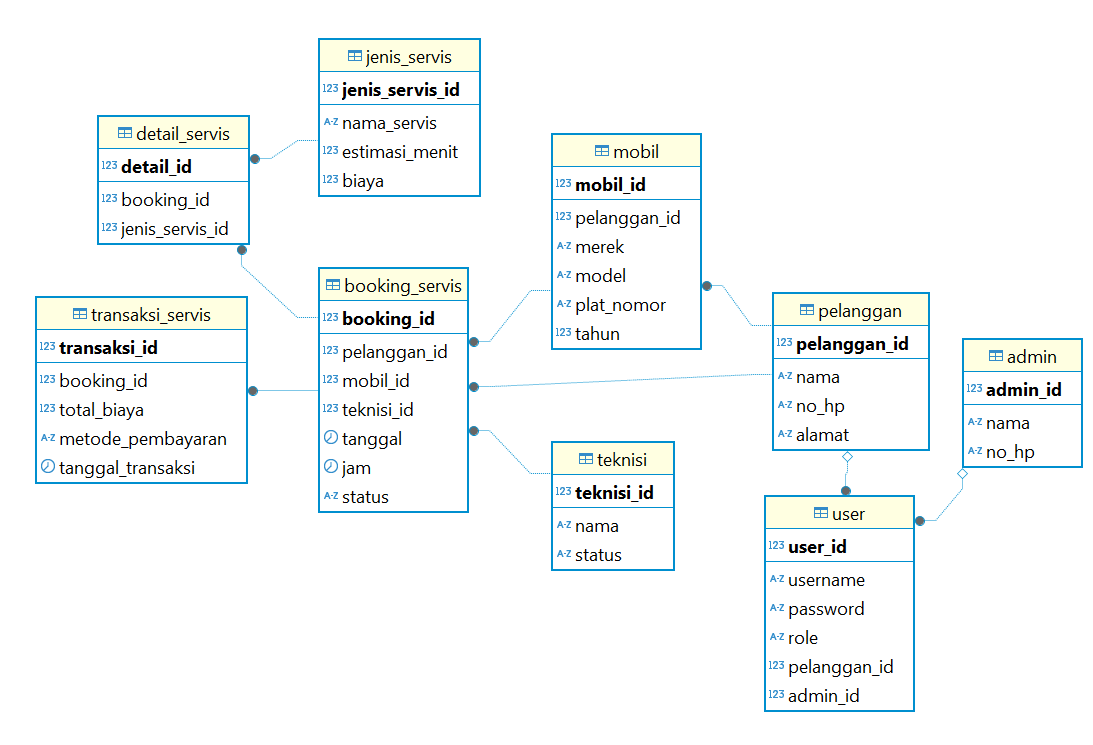 jenis_servis
123 jenis_servis_id
A-Z nama_servis
123 estimasi_menit
123 biaya
detail_servis
123 detail_id
123 booking_id
123 jenis_servis_id
mobil
123 mobil_id
123 pelanggan_id
A-Z merek
A-Z model
A-Z plat_nomor
123 tahun
booking_servis
123 booking_id
123 pelanggan_id
123 mobil_id
123 teknisi_id
tanggal
jam
A-Z status
transaksi_servis
123 transaksi_id
123 booking_id
123 total_biaya
A-Z metode_pembayaran
tanggal_transaksi
pelanggan
123 pelanggan_id
A-Z nama
A-Z no_hp
A-Z alamat
admin
123 admin_id
A-Z nama
A-Z no_hp
teknisi
123 teknisi_id
A-Z nama
A-Z status
user
123 user_id
A-Z username
A-Z password
A-Z role
123 pelanggan_id
123 admin_id